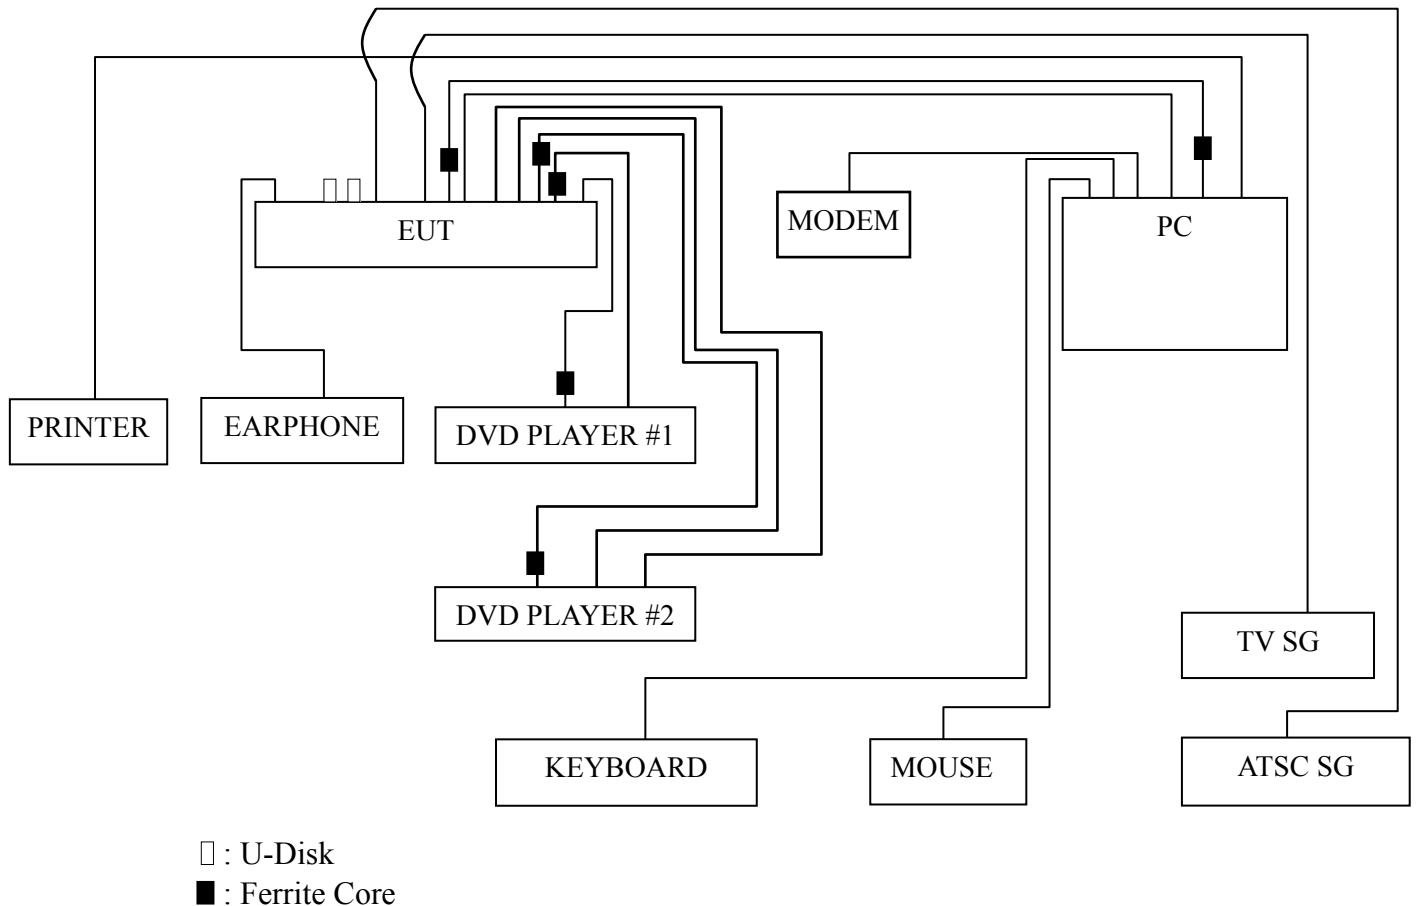 EUT
MODEM
PC
PRINTER
EARPHONE
DVD PLAYER #1
DVD PLAYER #2
TV SG
KEYBOARD
MOUSE
ATSC SG
: U-Disk
: Ferrite Core